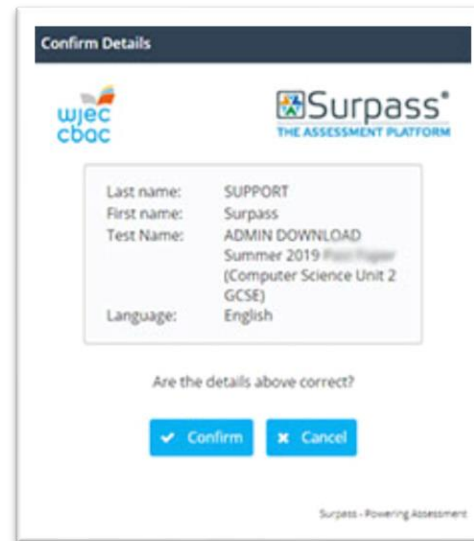 Confirm Details
wjec
cbac
Surpass®
THE ASSESSMENT PLATFORM
Last name: SUPPORT
First name: Surpass
Test Name: ADMIN DOWNLOAD
Summer 2019
(Computer Science Unit 2
GCSE)
Language: English
Are the details above correct?
Confirm
Cancel
Surpass - Powering Assessment